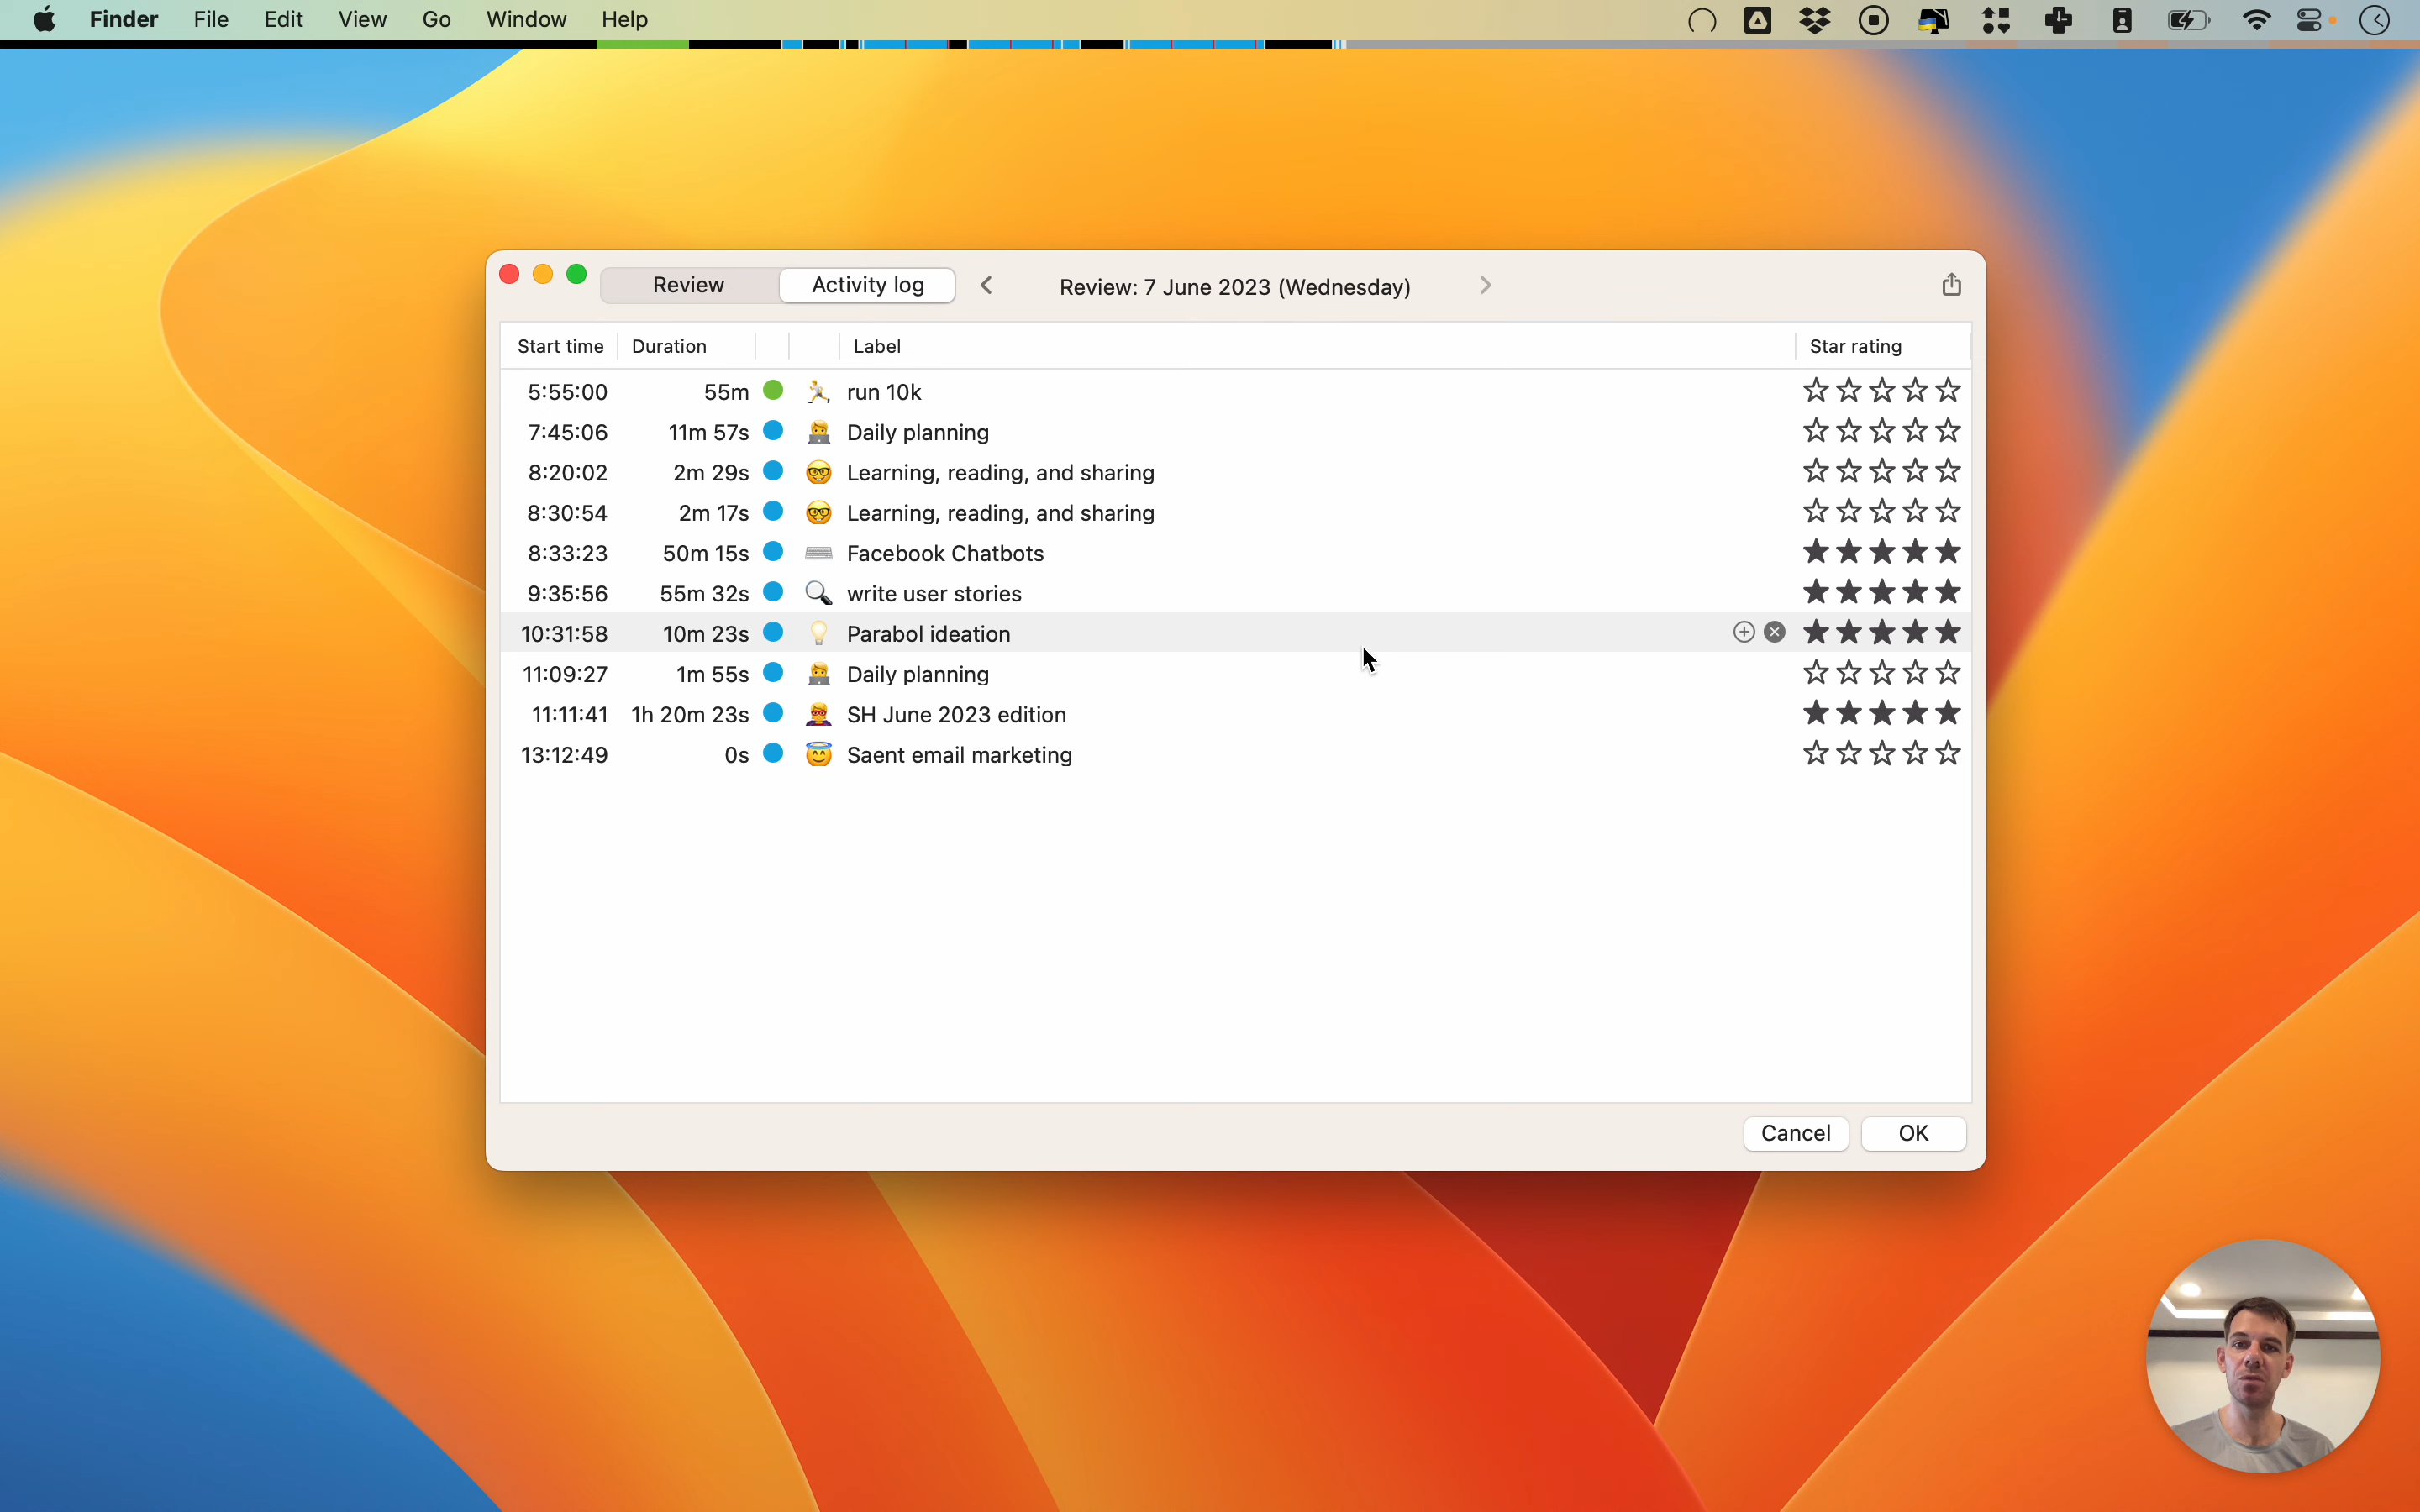 Finder File Edit View Go Window Help
Review Activity log Review: 7 June 2023 (Wednesday)
Start time Duration Label Star rating
5:55:00 55m run 10k
7:45:06 11m 57s Daily planning
8:20:02 2m 29s Learning, reading, and sharing
8:30:54 2m 17s Learning, reading, and sharing
8:33:23 50m 15s Facebook Chatbots
9:35:56 55m 32s write user stories
10:31:58 10m 23s Parabol ideation
11:09:27 1m 55s Daily planning
11:11:41 1h 20m 23s SH June 2023 edition
13:12:49 0s Saent email marketing
Cancel OK